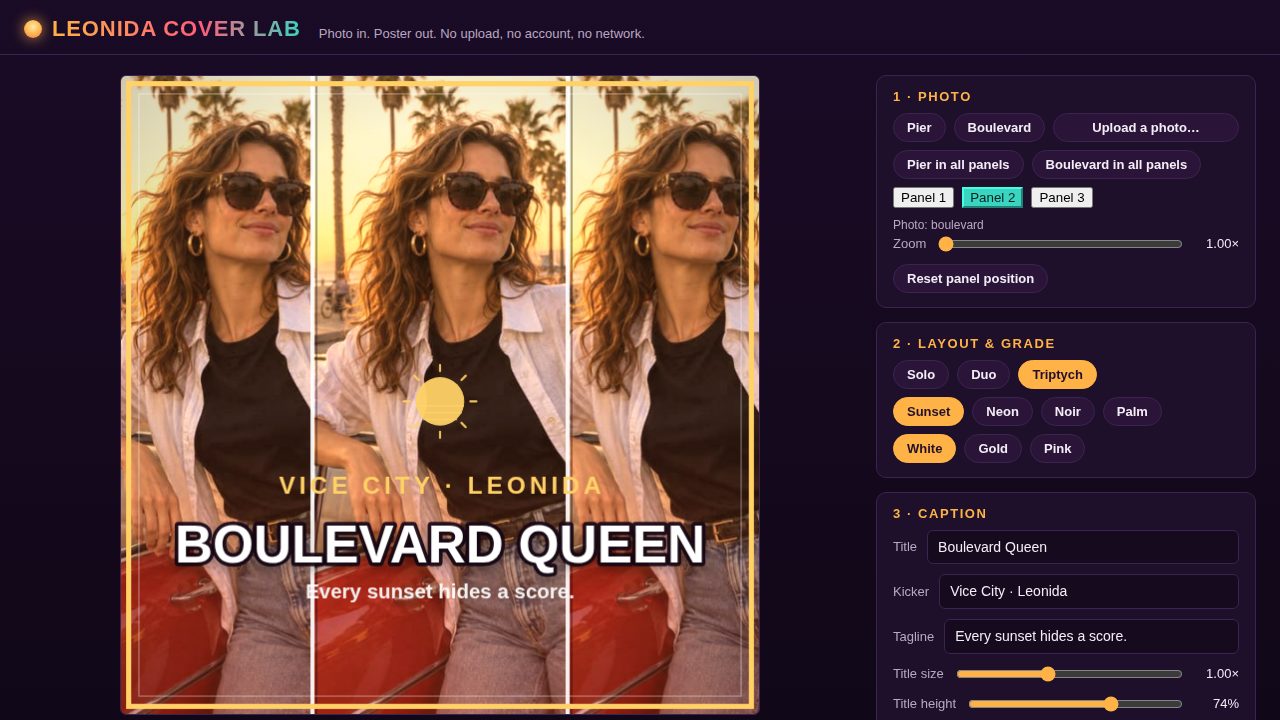 LEONIDA COVER LAB
Photo in. Poster out. No upload, no account, no network.
VICE CITY · LEONIDA
BOULEVARD QUEEN
Every sunset hides a score.
1 · PHOTO
Pier
Boulevard
Upload a photo…
Pier in all panels
Boulevard in all panels
Panel 1
Panel 2
Panel 3
Photo: boulevard
Zoom
1.00×
Reset panel position
2 · LAYOUT & GRADE
Solo
Duo
Triptych
Sunset
Neon
Noir
Palm
White
Gold
Pink
3 · CAPTION
Title
Boulevard Queen
Kicker
Vice City · Leonida
Tagline
Every sunset hides a score.
Title size
1.00×
Title height
74%